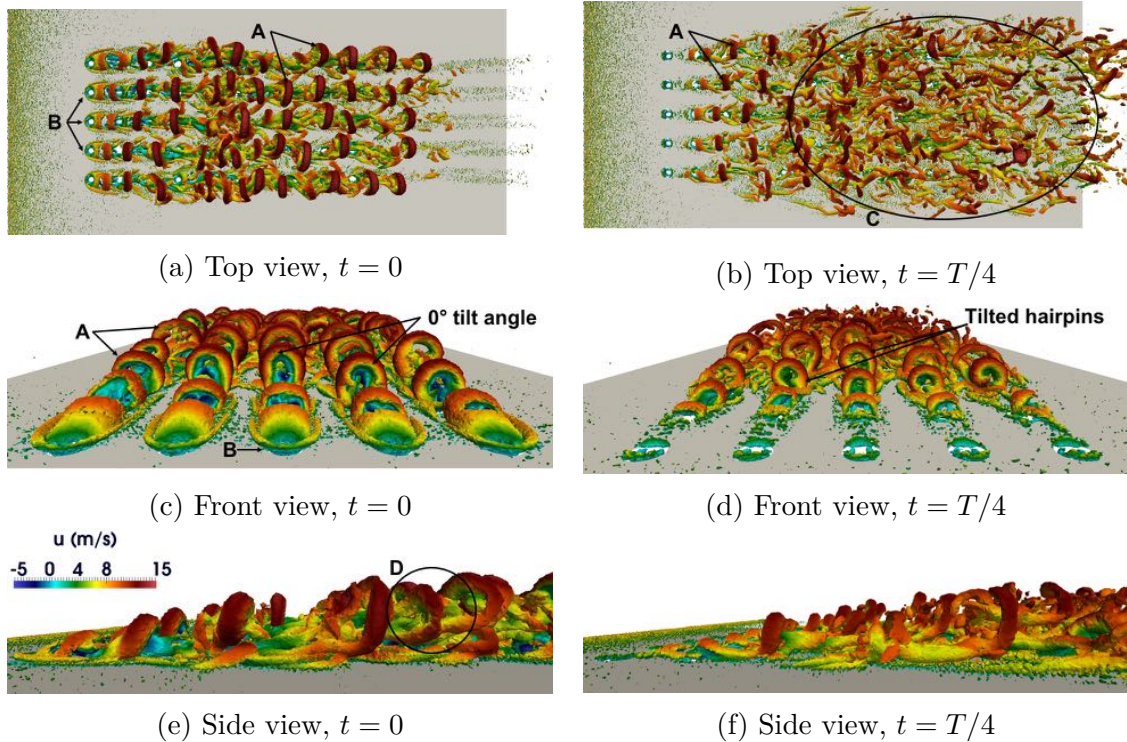 A
B
(a) Top view, t = 0
A
C
(b) Top view, t = T/4
A
0° tilt angle
B
(c) Front view, t = 0
Tilted hairpins
(d) Front view, t = T/4
u (m/s)
-5 0 4 8 15
D
(e) Side view, t = 0
(f) Side view, t = T/4